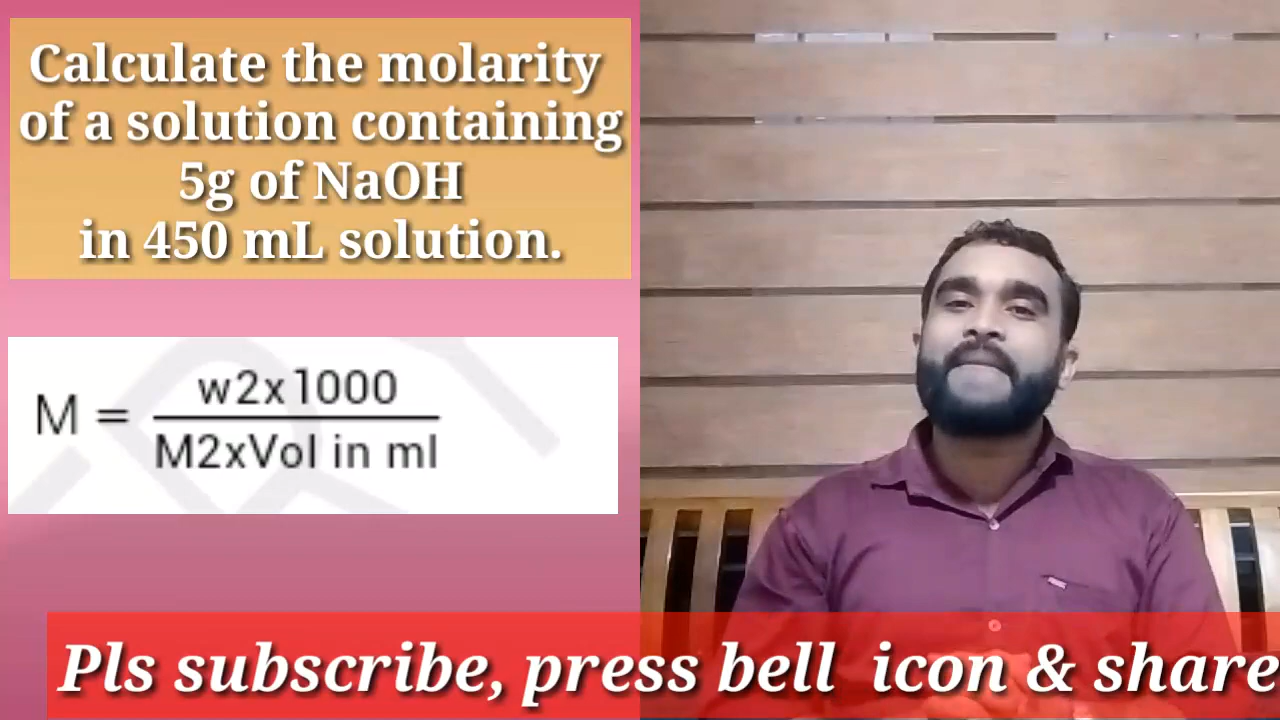 Calculate the molarity
of a solution containing
5g of NaOH
in 450 mL solution.
M = w2x1000
M2xVol in ml
Pls subscribe, press bell icon & share